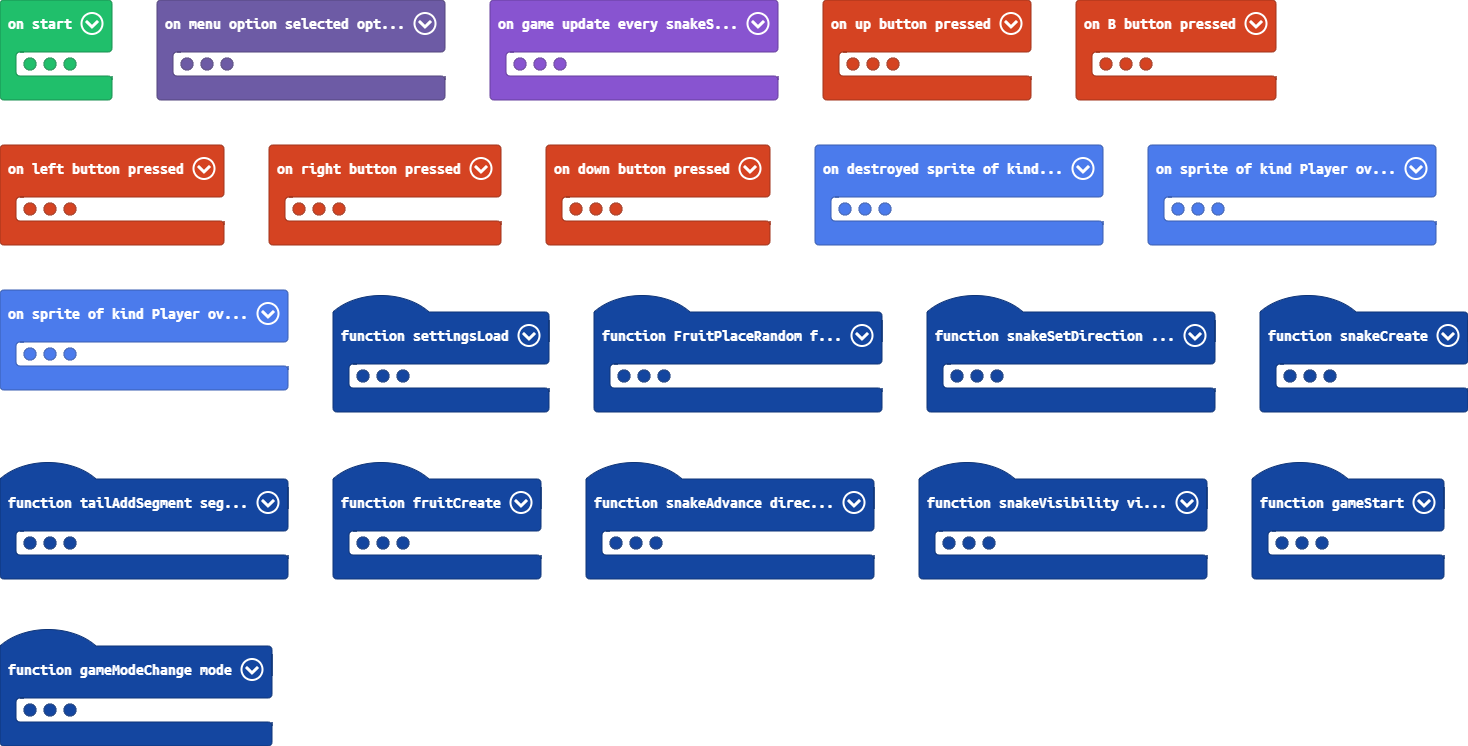 on start
on menu option selected opt...
on game update every snakeS...
on up button pressed
on B button pressed
on left button pressed
on right button pressed
on down button pressed
on destroyed sprite of kind...
on sprite of kind Player ov...
on sprite of kind Player ov...
function settingsLoad
function FruitPlaceRandom f...
function snakeSetDirection ...
function snakeCreate
function tailAddSegment seg...
function fruitCreate
function snakeAdvance direc...
function snakeVisibility vi...
function gameStart
function gameModeChange mode